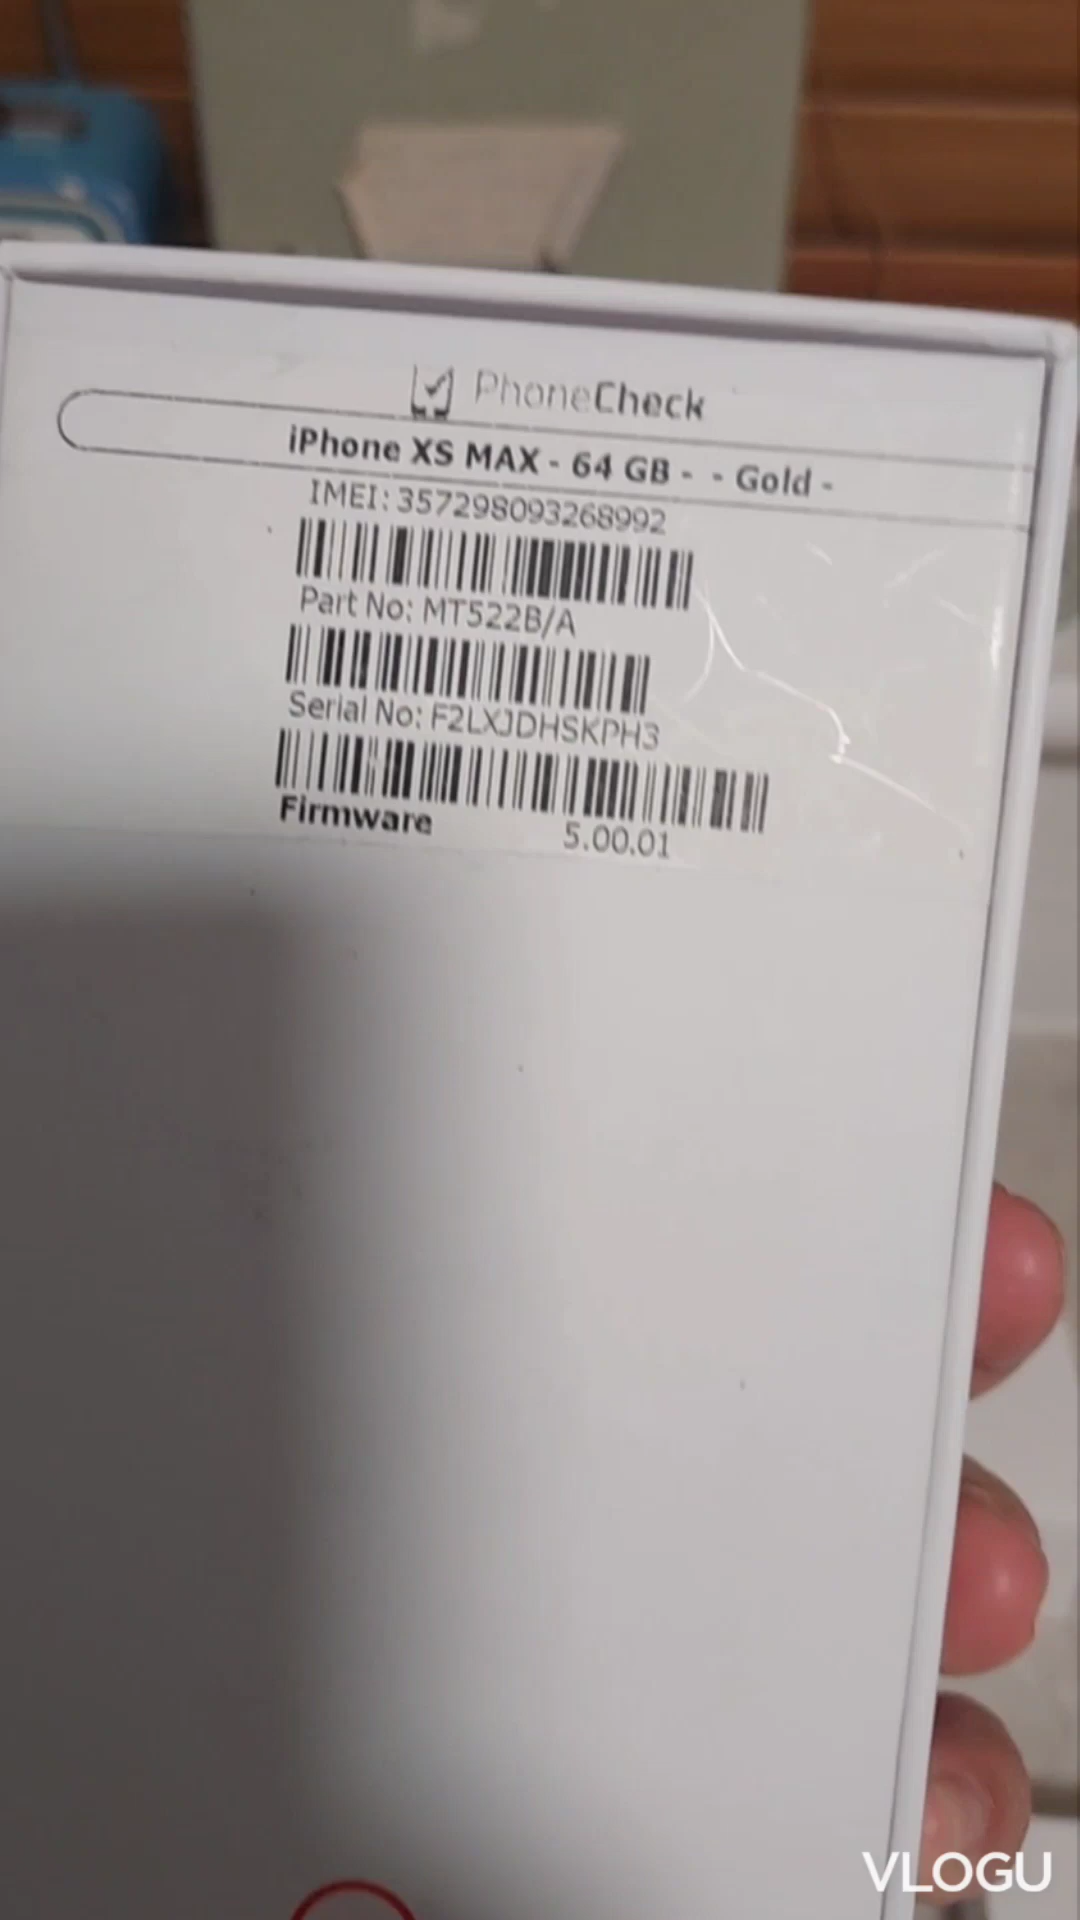 PhoneCheck
iPhone XS MAX - 64 GB - - Gold -
IMEI: 357298093268992
Part No: MT522B/A
Serial No: F2LXJDHSKPH3
Firmware 5.00.01
VLOGU